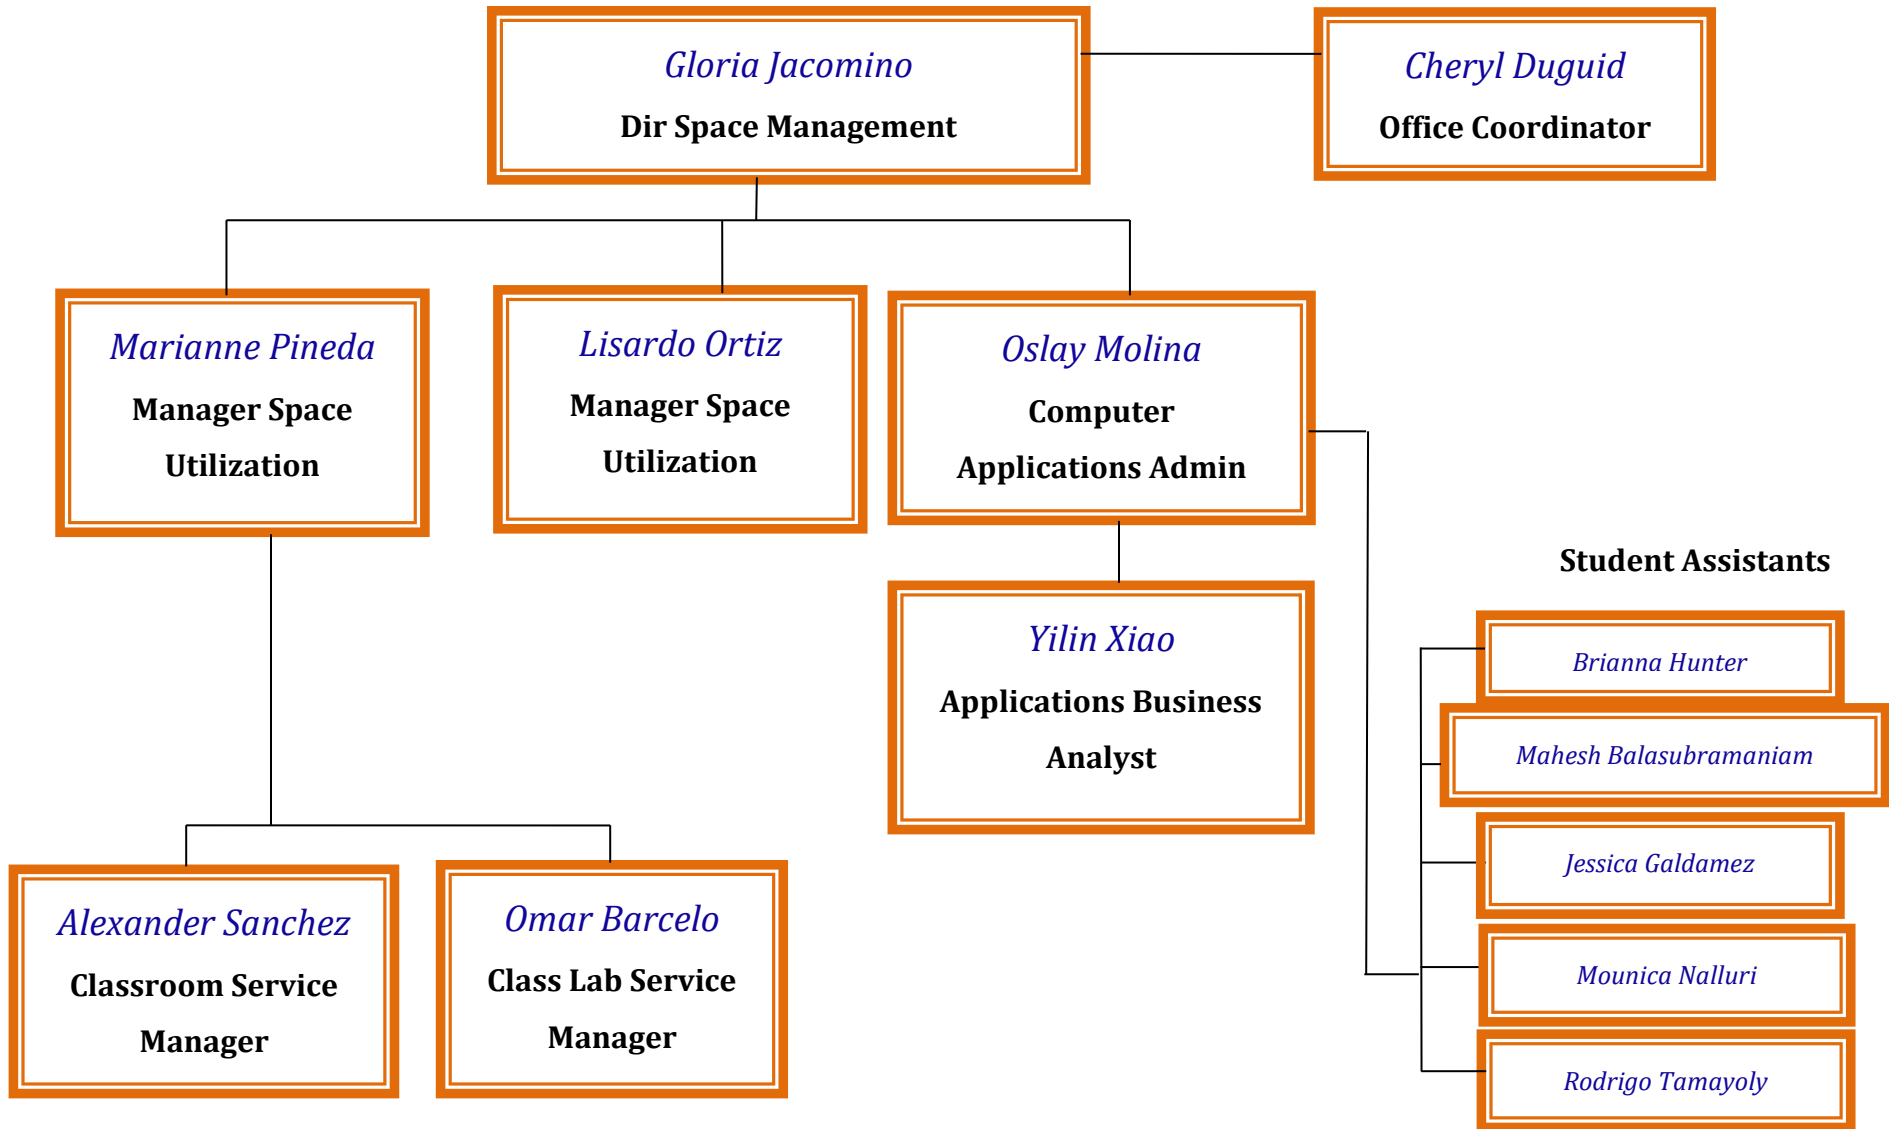 Gloria Jacomino
Dir Space Management
Cheryl Duguid
Office Coordinator
Marianne Pineda
Manager Space
Utilization
Lisardo Ortiz
Manager Space
Utilization
Oslay Molina
Computer
Applications Admin
Yilin Xiao
Applications Business
Analyst
Student Assistants
Brianna Hunter
Mahesh Balasubramaniam
Jessica Galdamez
Mounica Nalluri
Rodrigo Tamayoly
Alexander Sanchez
Classroom Service
Manager
Omar Barcelo
Class Lab Service
Manager